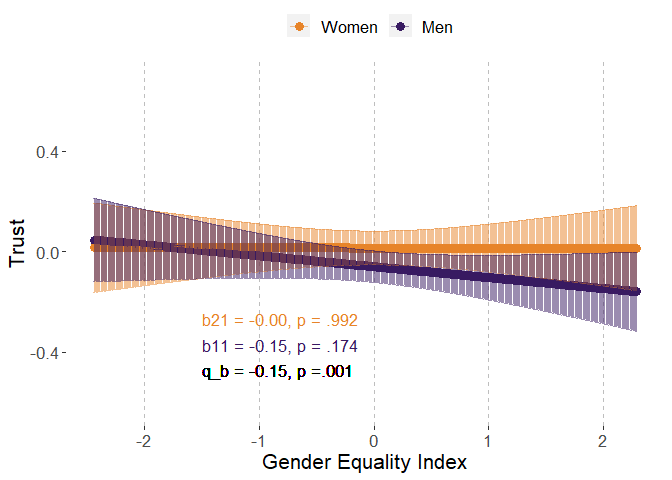 Women Men
Trust
0.4
0.0
-0.4
b21 = -0.00, p = .992
b11 = -0.15, p = .174
q_b = -0.15, p =.001
-2 -1 0 1 2
Gender Equality Index